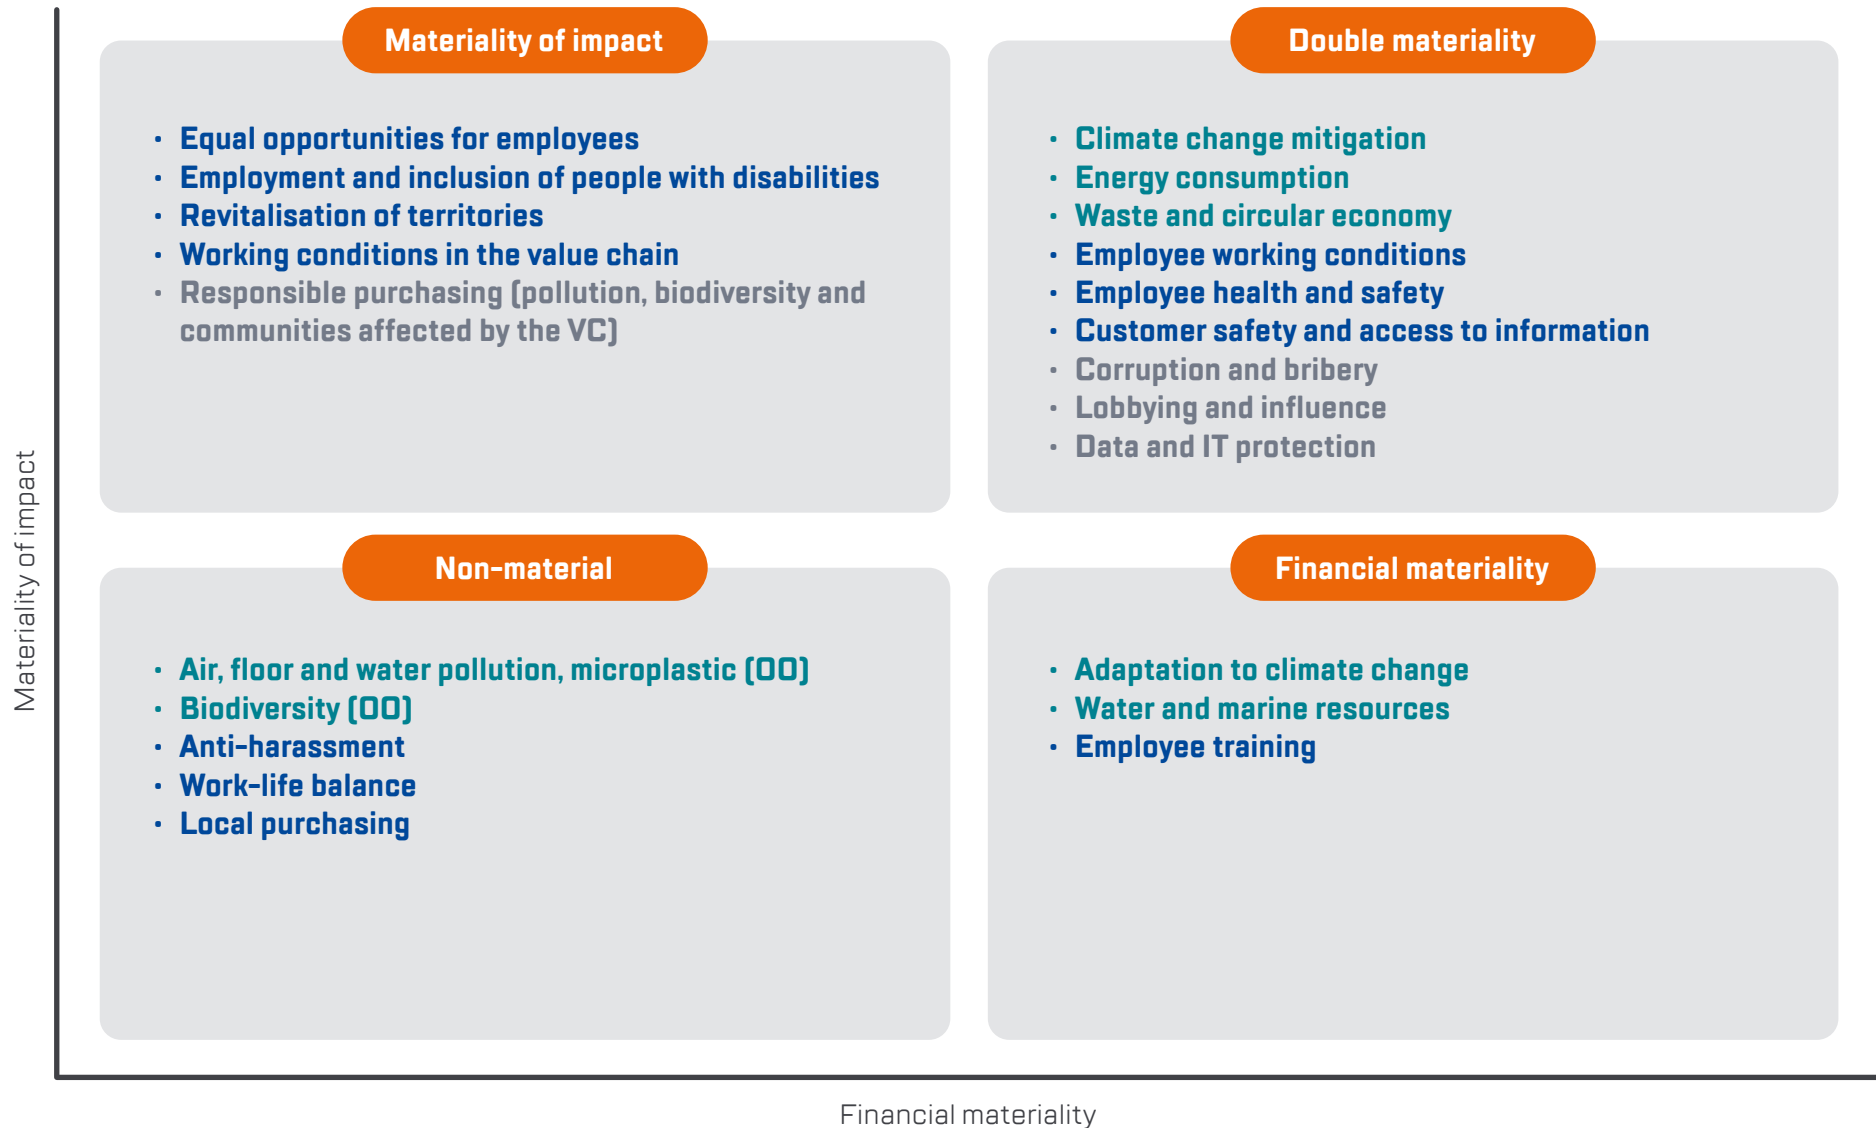 Materiality of impact
Materiality of impact
· Equal opportunities for employees
· Employment and inclusion of people with disabilities
· Revitalisation of territories
· Working conditions in the value chain
· Responsible purchasing (pollution, biodiversity and
communities affected by the VC)
Double materiality
· Climate change mitigation
· Energy consumption
· Waste and circular economy
· Employee working conditions
· Employee health and safety
· Customer safety and access to information
· Corruption and bribery
· Lobbying and influence
· Data and IT protection
Non-material
· Air, floor and water pollution, microplastic (OO)
· Biodiversity (OO)
· Anti-harassment
· Work-life balance
· Local purchasing
Financial materiality
· Adaptation to climate change
· Water and marine resources
· Employee training
Financial materiality